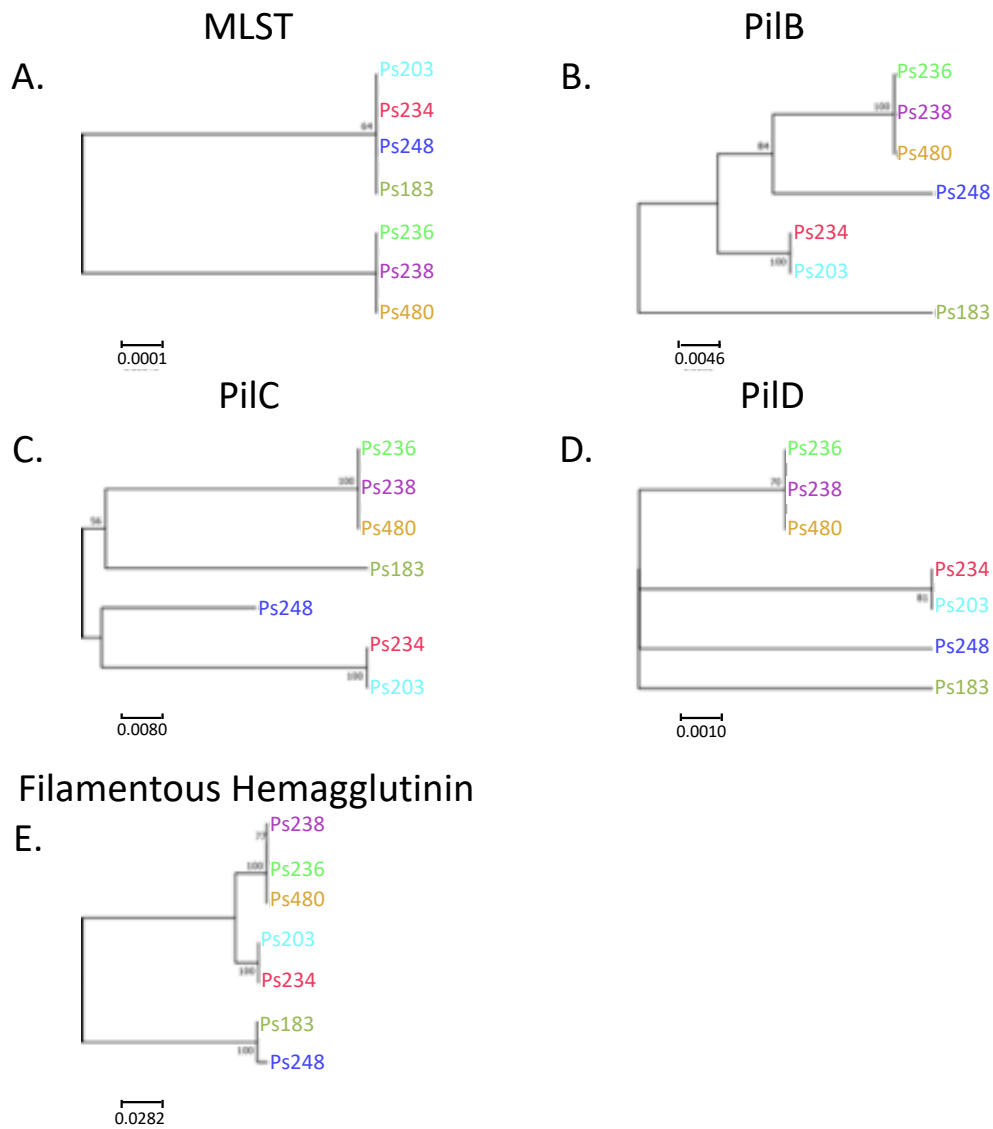 MLST
A.
Ps203
64
Ps234
Ps248
Ps183
Ps236
Ps238
Ps480
0.0001
PilB
B.
Ps236
100
Ps238
84
Ps480
Ps248
Ps234
100
Ps203
Ps183
0.0046
PilC
C.
Ps236
100
Ps238
56
Ps480
Ps183
Ps248
Ps234
100
Ps203
0.0080
PilD
D.
Ps236
70
Ps238
Ps480
Ps234
81
Ps203
Ps248
Ps183
0.0010
Filamentous Hemagglutinin
E.
Ps238
77
100
Ps236
Ps480
Ps203
100
Ps234
Ps183
100
Ps248
0.0282